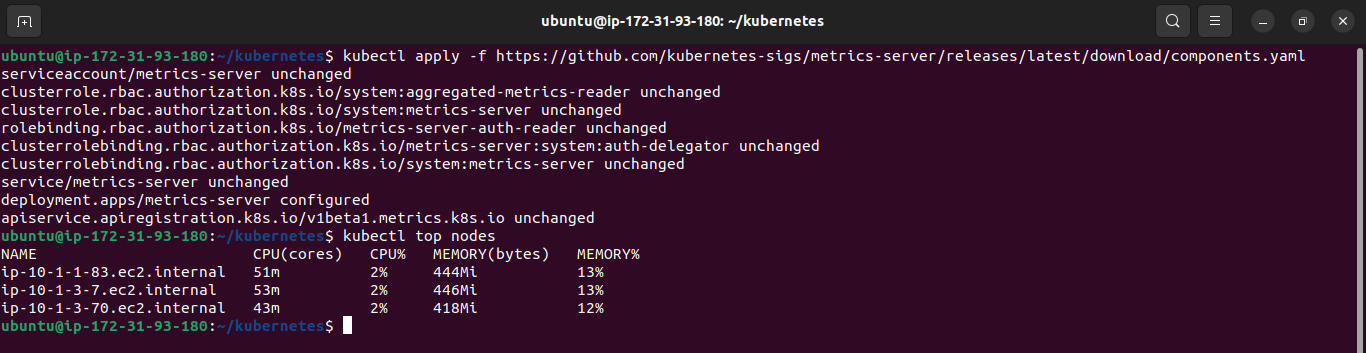 ubuntu@ip-172-31-93-180: ~/kubernetes
ubuntu@ip-172-31-93-180:~/kubernetes$ kubectl apply -f https://github.com/kubernetes-sigs/metrics-server/releases/latest/download/components.yaml
serviceaccount/metrics-server unchanged
clusterrole.rbac.authorization.k8s.io/system:aggregated-metrics-reader unchanged
clusterrole.rbac.authorization.k8s.io/system:metrics-server unchanged
rolebinding.rbac.authorization.k8s.io/metrics-server-auth-reader unchanged
clusterrolebinding.rbac.authorization.k8s.io/metrics-server:system:auth-delegator unchanged
clusterrolebinding.rbac.authorization.k8s.io/system:metrics-server unchanged
service/metrics-server unchanged
deployment.apps/metrics-server configured
apiservice.apiregistration.k8s.io/v1beta1.metrics.k8s.io unchanged
ubuntu@ip-172-31-93-180:~/kubernetes$ kubectl top nodes
NAME CPU(cores) CPU% MEMORY(bytes) MEMORY%
ip-10-1-1-83.ec2.internal 51m 2% 444Mi 13%
ip-10-1-3-7.ec2.internal 53m 2% 446Mi 13%
ip-10-1-3-70.ec2.internal 43m 2% 418Mi 12%
ubuntu@ip-172-31-93-180:~/kubernetes$